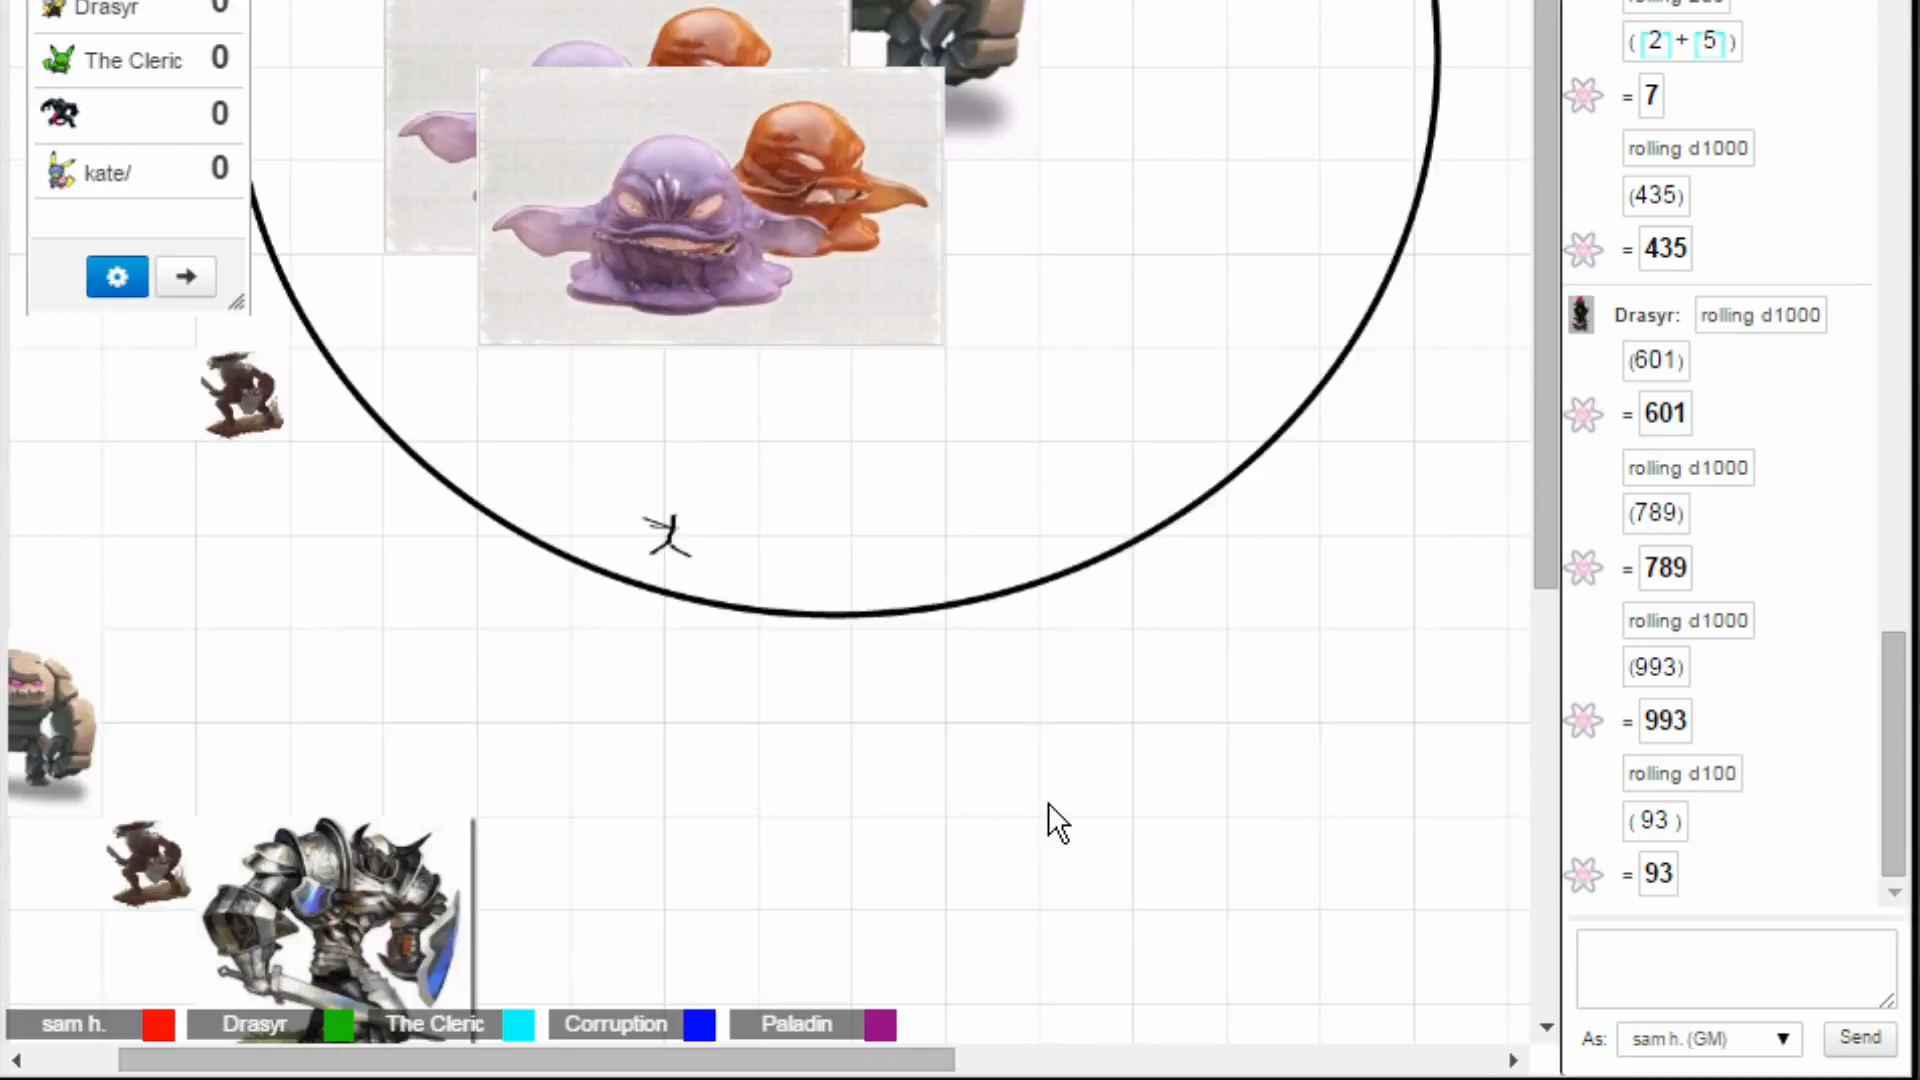 Drasyr 0
The Cleric 0
0
kate/ 0
(2+5)
= 7
rolling d1000
(435)
= 435
Drasyr: rolling d1000
(601)
= 601
rolling d1000
(789)
= 789
rolling d1000
(993)
= 993
rolling d100
( 93 )
= 93
As: sam h. (GM) Send
sam h. Drasyr The Cleric Corruption Paladin